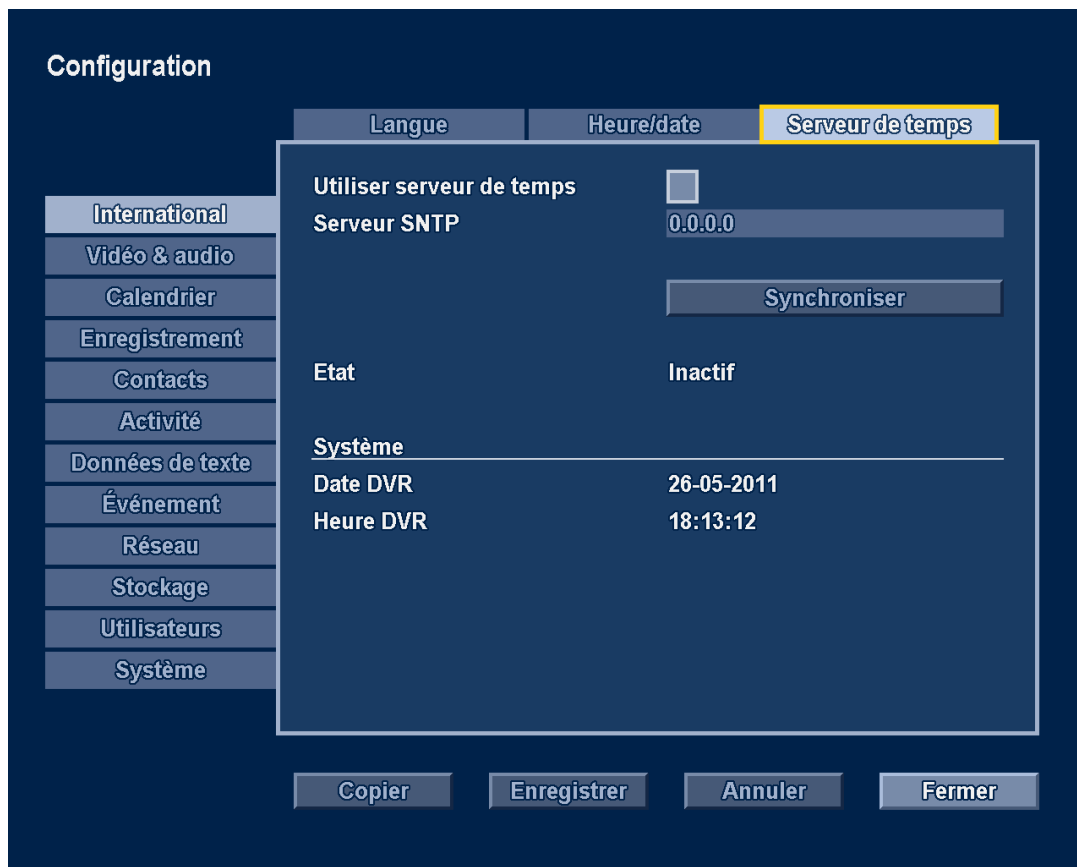 Configuration
Langue
Heure/date
Serveur de temps
International
Vidéo & audio
Calendrier
Enregistrement
Contacts
Activité
Données de texte
Événement
Réseau
Stockage
Utilisateurs
Système
Utiliser serveur de temps
Serveur SNTP 0.0.0.0
Synchroniser
Etat Inactif
Système
Date DVR 26-05-2011
Heure DVR 18:13:12
Copier
Enregistrer
Annuler
Fermer